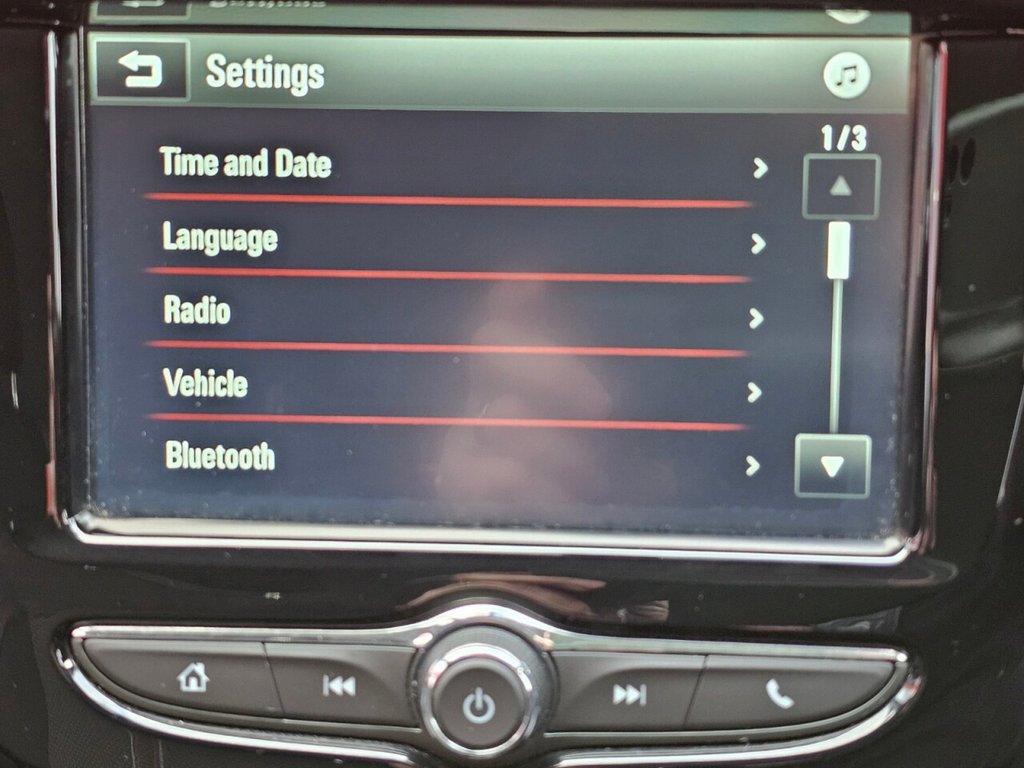 Settings
1/3
Time and Date
Language
Radio
Vehicle
Bluetooth